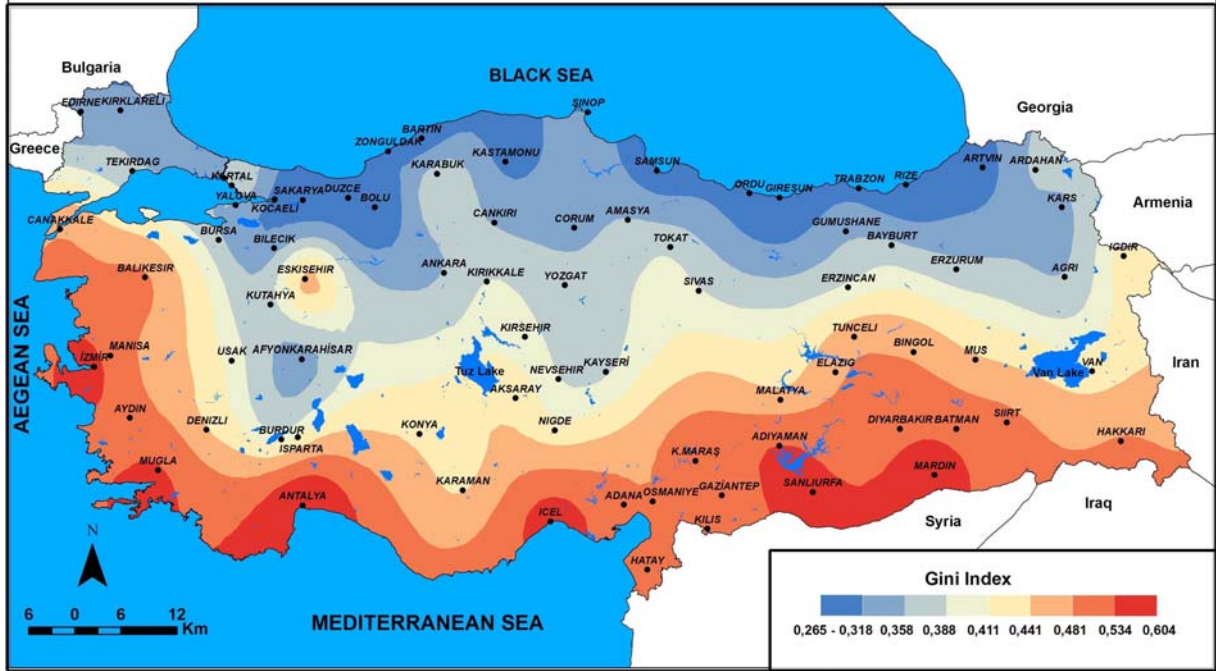 Bulgaria
BLACK SEA
SINOP
Georgia
EDIRNE
KIRKLARELI
BARTIN
ZONGULDAK
Greece
TEKIRDAG
KARTAL
KARABUK
KASTAMONU
SAMSUN
ARTVIN
ARDAHAN
YALOVA
KOCAELİ
SAKARYA
DUZCE
BOLU
ORDU
GIRESUN
TRABZON
RIZE
KARS
Armenia
CANAKKALE
BURSA
BILECIK
CANKIRI
CORUM
AMASYA
GUMUSHANE
BAYBURT
TOKAT
IGDIR
BALIKESIR
ESKISEHIR
ANKARA
KIRIKKALE
YOZGAT
SIVAS
ERZINCAN
ERZURUM
AGRI
KUTAHYA
AEGEAN SEA
MANISA
İZMİR
USAK
AFYONKARAHİSAR
KIRSEHIR
Tuz Lake
NEVSEHIR
KAYSERİ
AKSARAY
TUNCELI
BINGOL
MUS
ELAZIG
VAN
Van Lake
Iran
MALATYA
AYDIN
DENIZLI
BURDUR
ISPARTA
KONYA
NIGDE
DIYARBAKIR
BATMAN
SIIRT
HAKKARI
ADIYAMAN
MUGLA
K.MARAŞ
ANTALYA
KARAMAN
ICEL
ADANA
OSMANIYE
GAZİANTEP
SANLIURFA
MARDIN
KILIS
Syria
Iraq
HATAY
N
6 0 6 12
Km
MEDITERRANEAN SEA
Gini Index
0,265 - 0,318 0,358 0,388 0,411 0,441 0,481 0,534 0,604